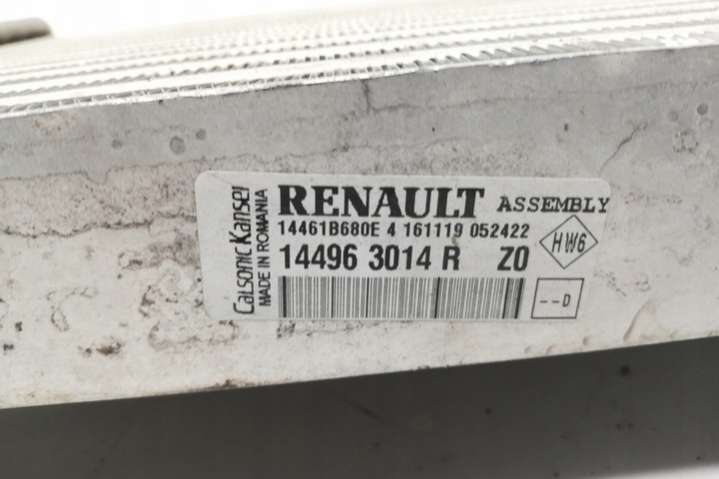 Calsonic Kansei
MADE IN ROMANIA
RENAULT ASSEMBLY
14461B680E 4 161119 052422
14496 3014 R Z0
HW6
--D